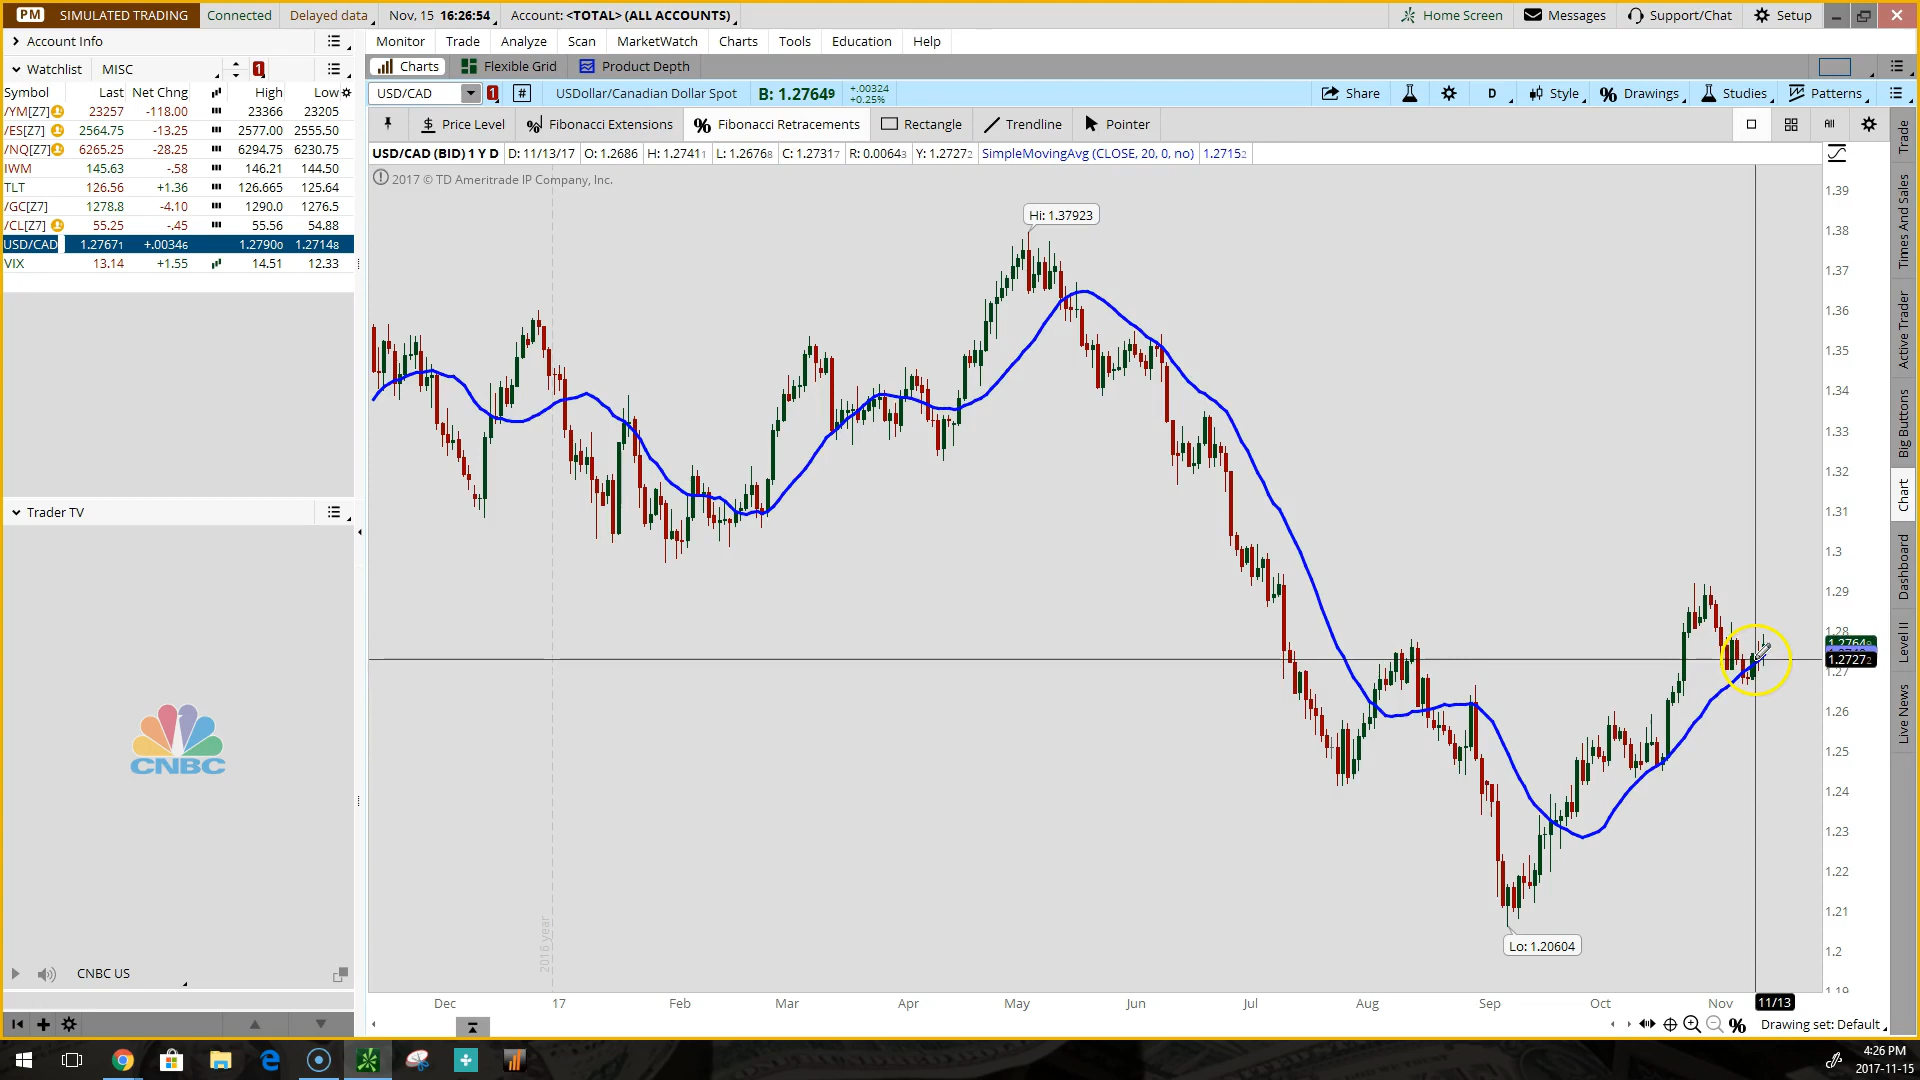 PM SIMULATED TRADING Connected Delayed data Nov, 15 16:26:54 Account: <TOTAL> (ALL ACCOUNTS) Home Screen Messages Support/Chat Setup
Account Info
Monitor Trade Analyze Scan MarketWatch Charts Tools Education Help
Watchlist MISC 1
Charts Flexible Grid Product Depth
Symbol Last Net Chng High Low
USD/CAD 1 # USDollar/Canadian Dollar Spot B: 1.27649 +.00324 +0.25% Share D Style Drawings Studies Patterns
/YM[Z7] 23257 -118.00 23366 23205
/ES[Z7] 2564.75 -13.25 2577.00 2555.50
/NQ[Z7] 6265.25 -28.25 6294.75 6230.75
IWM 145.63 -.58 146.21 144.50
TLT 126.56 +1.36 126.665 125.64
/GC[Z7] 1278.8 -4.10 1290.0 1276.5
/CL[Z7] 55.25 -.45 55.56 54.88
USD/CAD 1.27671 +.00346 1.27900 1.27148
VIX 13.14 +1.55 14.51 12.33
Price Level Fibonacci Extensions Fibonacci Retracements Rectangle Trendline Pointer All
USD/CAD (BID) 1 Y D D: 11/13/17 O: 1.2686 H: 1.27411 L: 1.26768 C: 1.27317 R: 0.00643 Y: 1.27272 SimpleMovingAvg (CLOSE, 20, 0, no) 1.27152
2017 © TD Ameritrade IP Company, Inc.
Hi: 1.37923
Lo: 1.20604
1.39
1.38
1.37
1.36
1.35
1.34
1.33
1.32
1.31
1.3
1.29
1.28
1.27649
1.27272
1.27
1.26
1.25
1.24
1.23
1.22
1.21
1.2
1.19
2016 year
Dec 17 Feb Mar Apr May Jun Jul Aug Sep Oct Nov 11/13
Drawing set: Default
Trader TV
CNBC
CNBC US
Trade
Times And Sales
Active Trader
Big Buttons
Chart
Dashboard
Level II
Live News
4:26 PM
2017-11-15